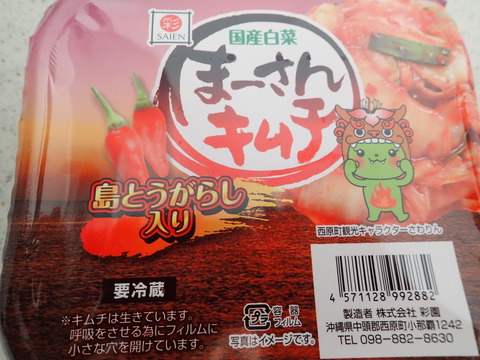 彩
SAIEN
国産白菜
まーさん
キムチ
島とうがらし
入り
西原町観光キャラクターさわりん
要冷蔵
※キムチは生きています。
呼吸をさせる為にフィルムに
小さな穴を開けています。
プラ
容器
フィルム
写真はイメージです。
4 571128 992882
製造者 株式会社 彩園
沖縄県中頭郡西原町小那覇1242
TEL 098-882-8630